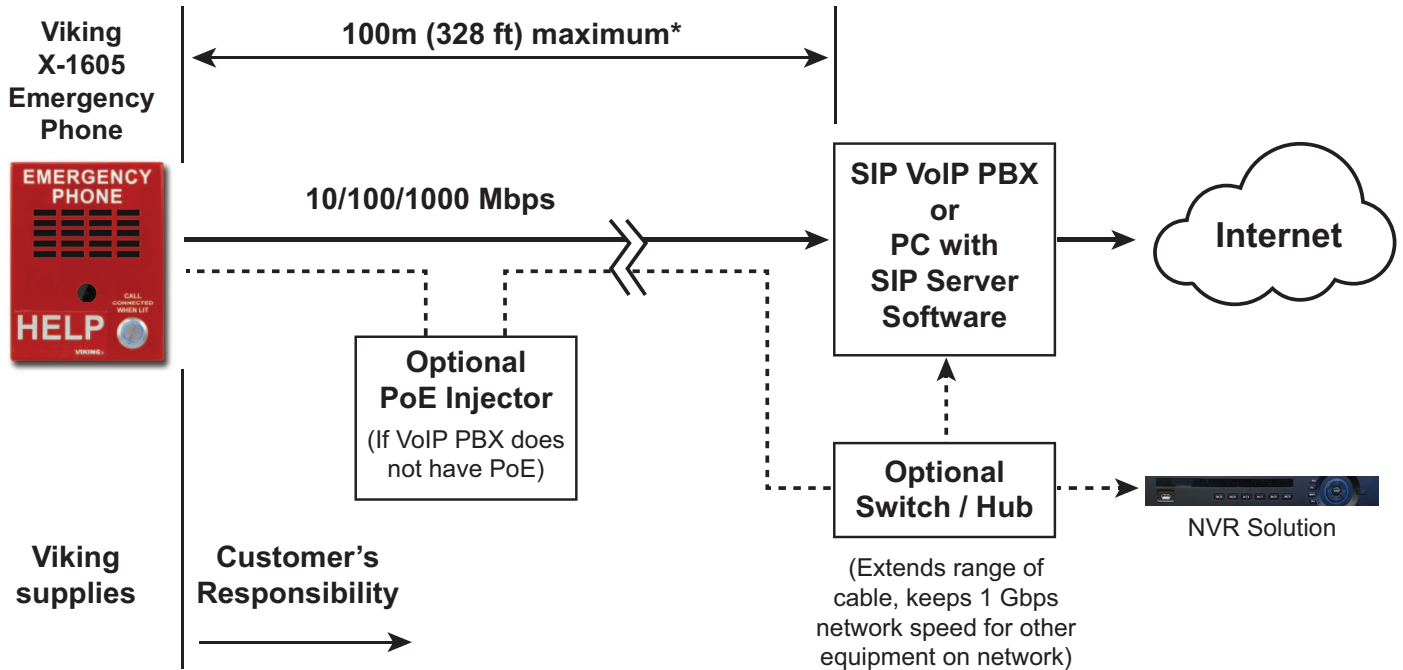 Viking
X-1605
Emergency
Phone
100m (328 ft) maximum*
EMERGENCY
PHONE
CALL
CONNECTED
WHEN LIT
HELP
VIKING
10/100/1000 Mbps
SIP VoIP PBX
or
PC with
SIP Server
Software
Internet
Optional
PoE Injector
(If VoIP PBX does
not have PoE)
Optional
Switch / Hub
(Extends range of
cable, keeps 1 Gbps
network speed for other
equipment on network)
NVR Solution
Viking
supplies
Customer’s
Responsibility